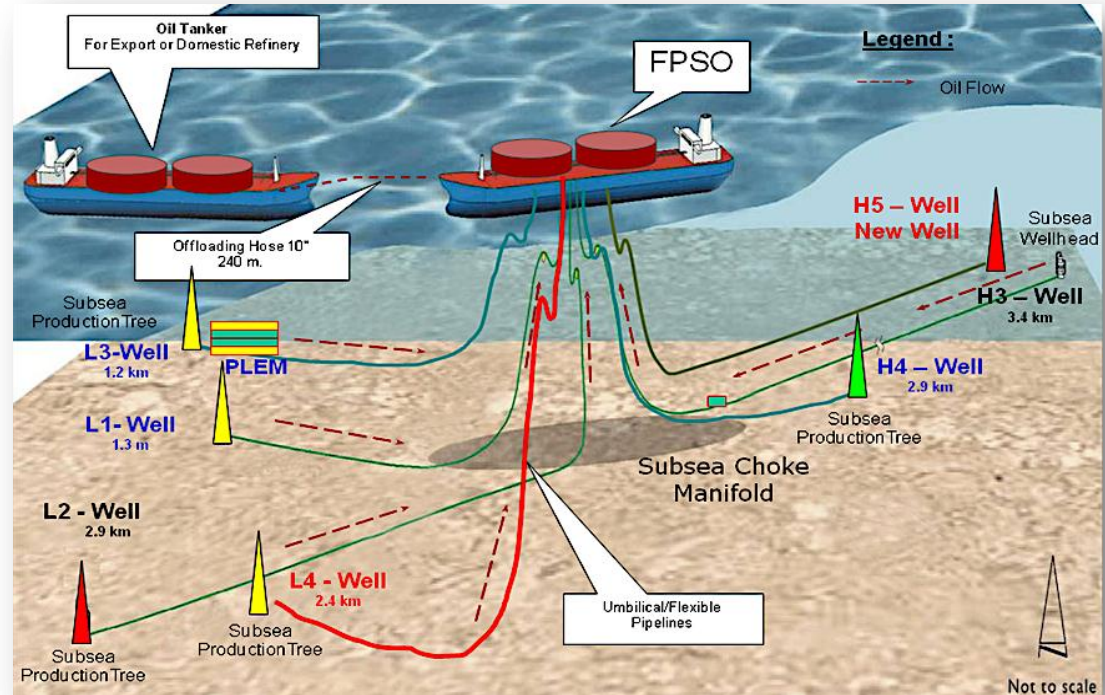 Oil Tanker
For Export or Domestic Refinery
FPSO
Legend :
Oil Flow
Offloading Hose 10"
240 m.
H5 – Well
New Well
Subsea
Wellhead
H3 – Well
3.4 km
Subsea
Production Tree
L3-Well
1.2 km
PLEM
H4 – Well
2.9 km
Subsea
Production Tree
L1- Well
1.3 m
Subsea Choke
Manifold
L2 - Well
2.9 km
L4 - Well
2.4 km
Umbilical/Flexible
Pipelines
Subsea
Production Tree
Subsea
Production Tree
Not to scale